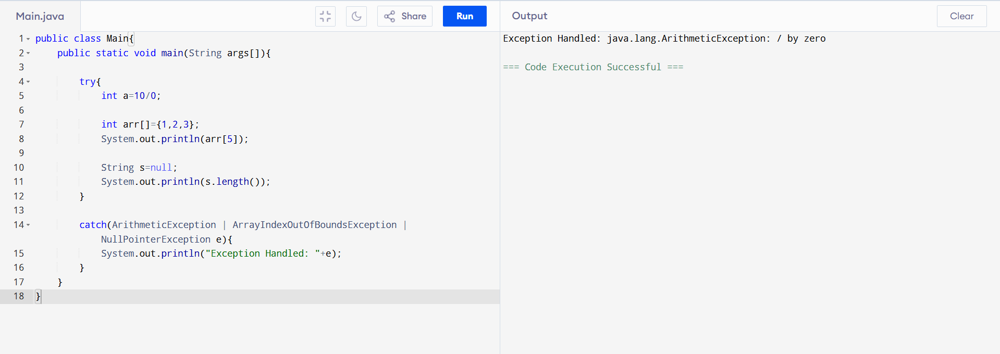 Main.java
Share
Run
Output
Clear
1 public class Main{
2     public static void main(String args[]){
3
4         try{
5             int a=10/0;
6
7             int arr[]={1,2,3};
8             System.out.println(arr[5]);
9
10             String s=null;
11             System.out.println(s.length());
12         }
13
14         catch(ArithmeticException | ArrayIndexOutOfBoundsException |
            NullPointerException e){
15             System.out.println("Exception Handled: "+e);
16         }
17     }
18 }
Exception Handled: java.lang.ArithmeticException: / by zero
=== Code Execution Successful ===